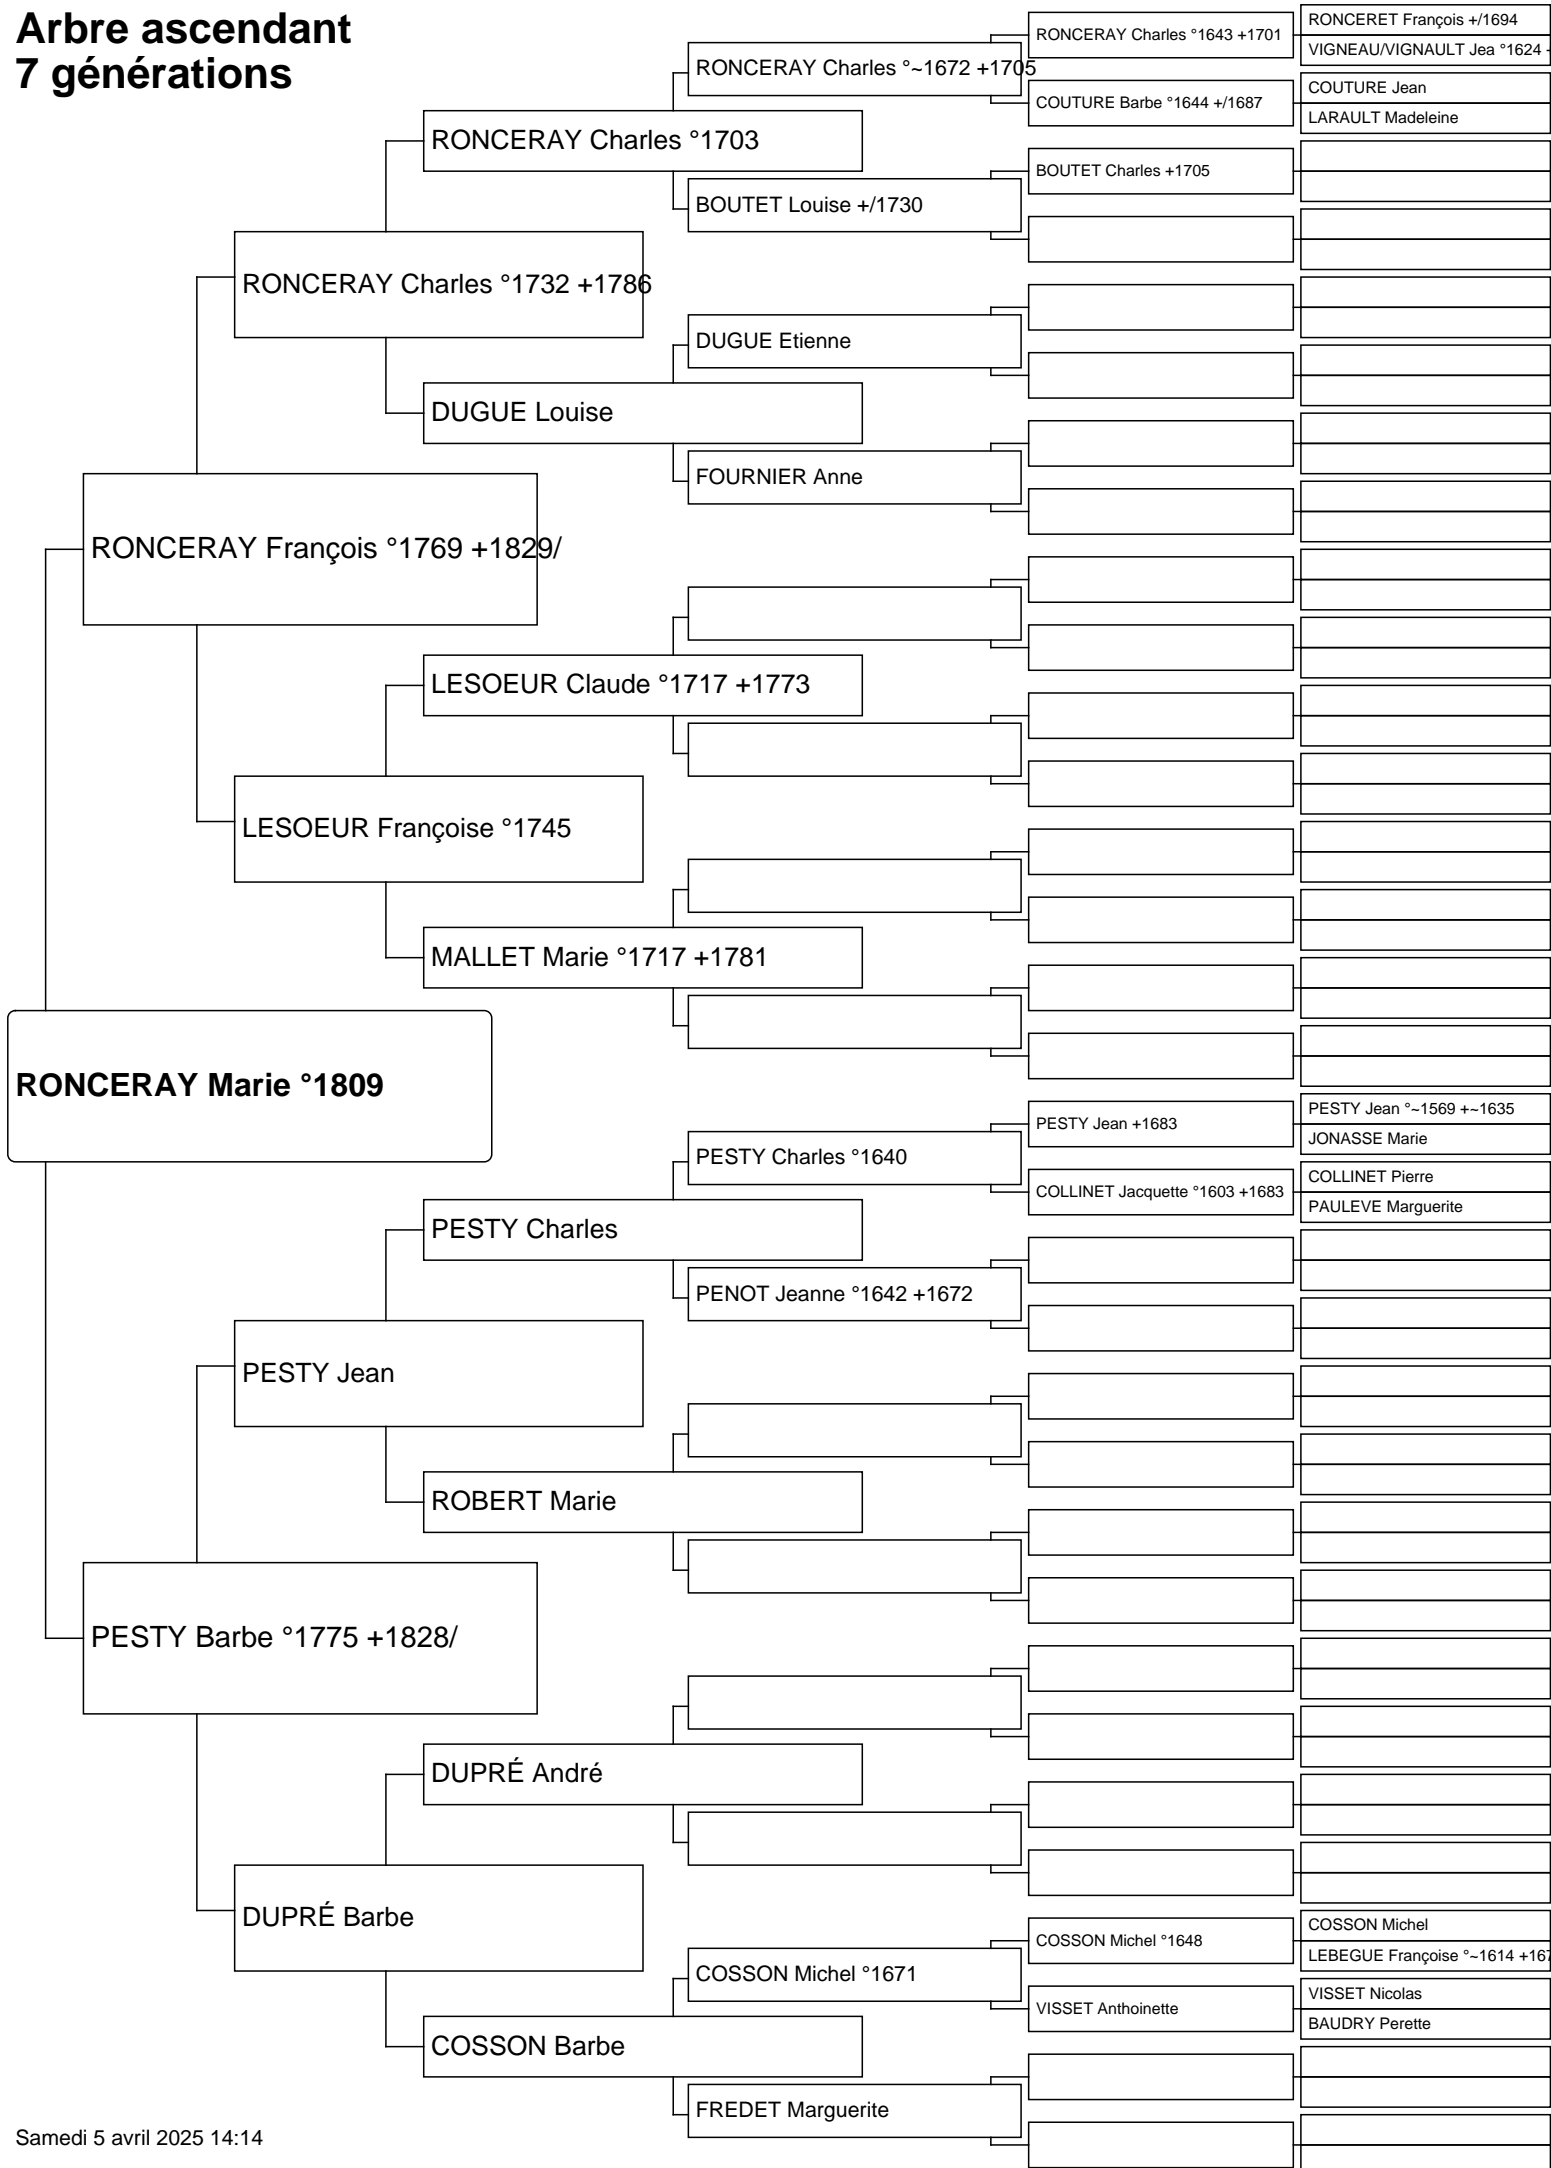 Arbre ascendant
7 générations
RONCERAY Marie °1809
RONCERAY François °1769 +1829/
PESTY Barbe °1775 +1828/
RONCERAY Charles °1732 +1786
LESOEUR Françoise °1745
PESTY Jean
DUPRÉ Barbe
RONCERAY Charles °1703
DUGUE Louise
LESOEUR Claude °1717 +1773
MALLET Marie °1717 +1781
PESTY Charles
ROBERT Marie
DUPRÉ André
COSSON Barbe
RONCERAY Charles °~1672 +1705
BOUTET Louise +/1730
DUGUE Etienne
FOURNIER Anne
PESTY Charles °1640
PENOT Jeanne °1642 +1672
COSSON Michel °1671
FREDET Marguerite
RONCERAY Charles °1643 +1701
COUTURE Barbe °1644 +/1687
BOUTET Charles +1705
PESTY Jean +1683
COLLINET Jacquette °1603 +1683
COSSON Michel °1648
VISSET Anthoinette
RONCERET François +/1694
VIGNEAU/VIGNAULT Jea °1624
COUTURE Jean
LARAULT Madeleine
PESTY Jean °~1569 +~1635
JONASSE Marie
COLLINET Pierre
PAULEVE Marguerite
COSSON Michel
LEBEGUE Françoise °~1614
VISSET Nicolas
BAUDRY Perette
Samedi 5 avril 2025 14:14